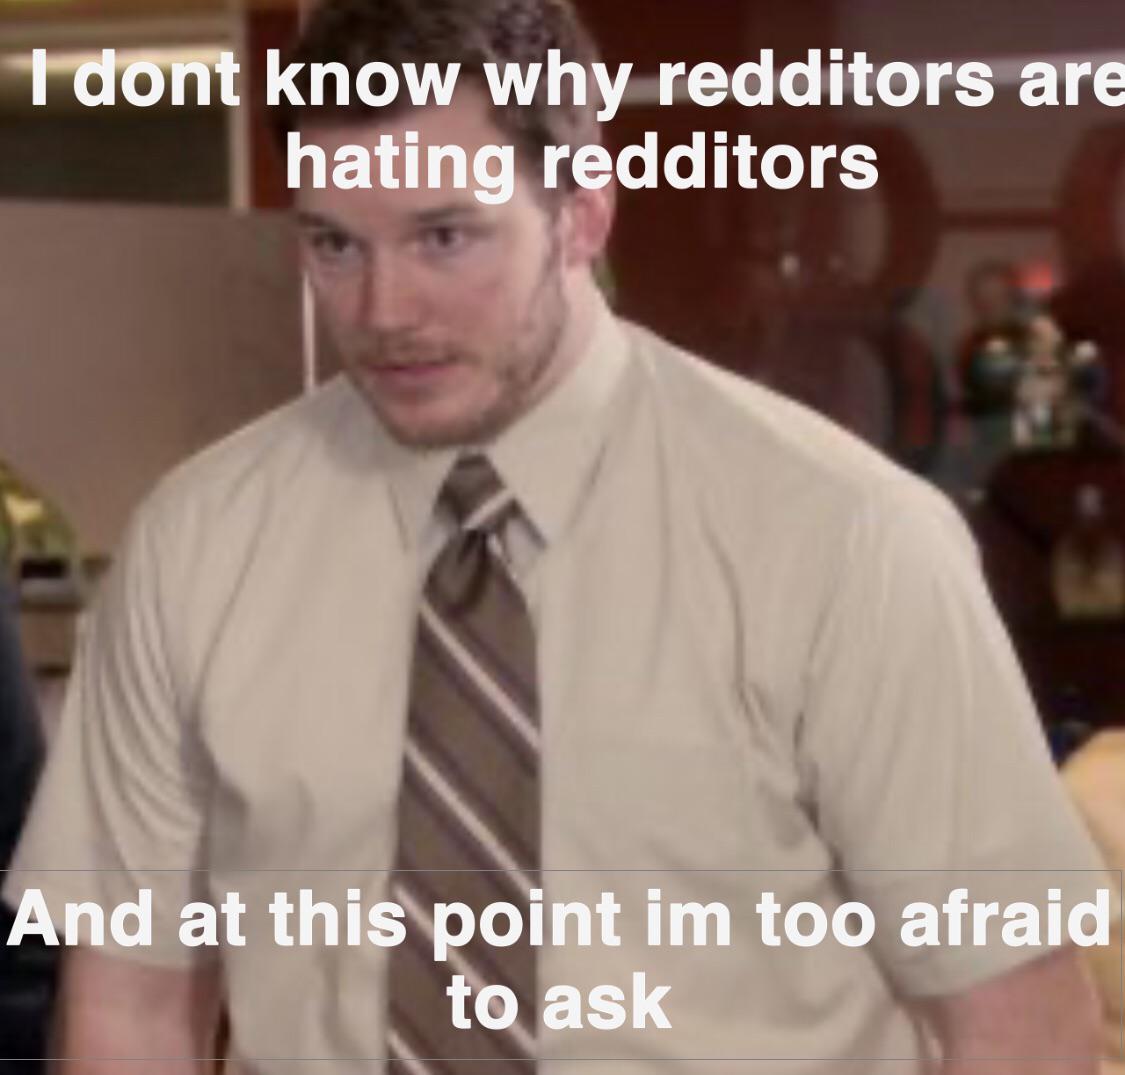 I dont know why redditors are
hating redditors
And at this point im too afraid
to ask